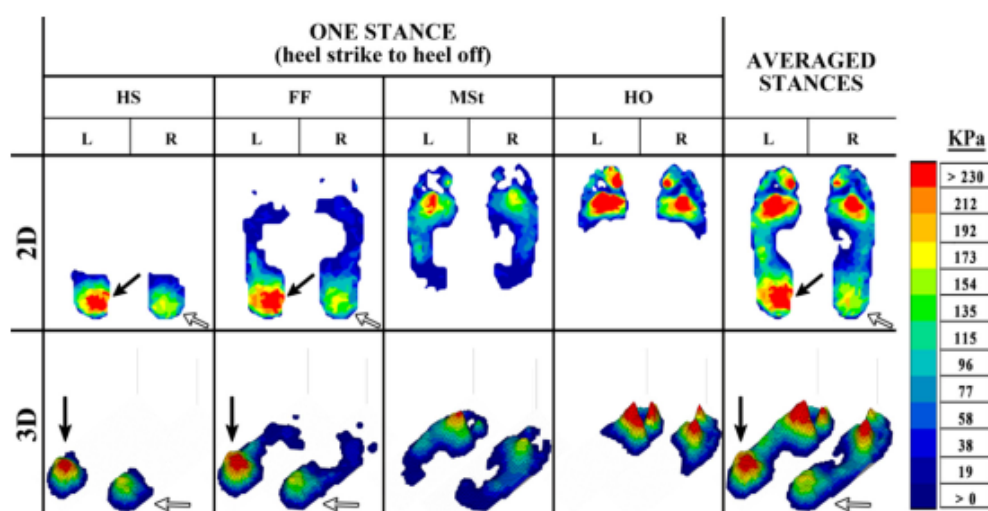 ONE STANCE
(heel strike to heel off)
AVERAGED
STANCES
HS FF MSt HO
L R L R L R L R L R
KPa
> 230
212
192
173
154
135
115
96
77
58
38
19
> 0
2D
3D